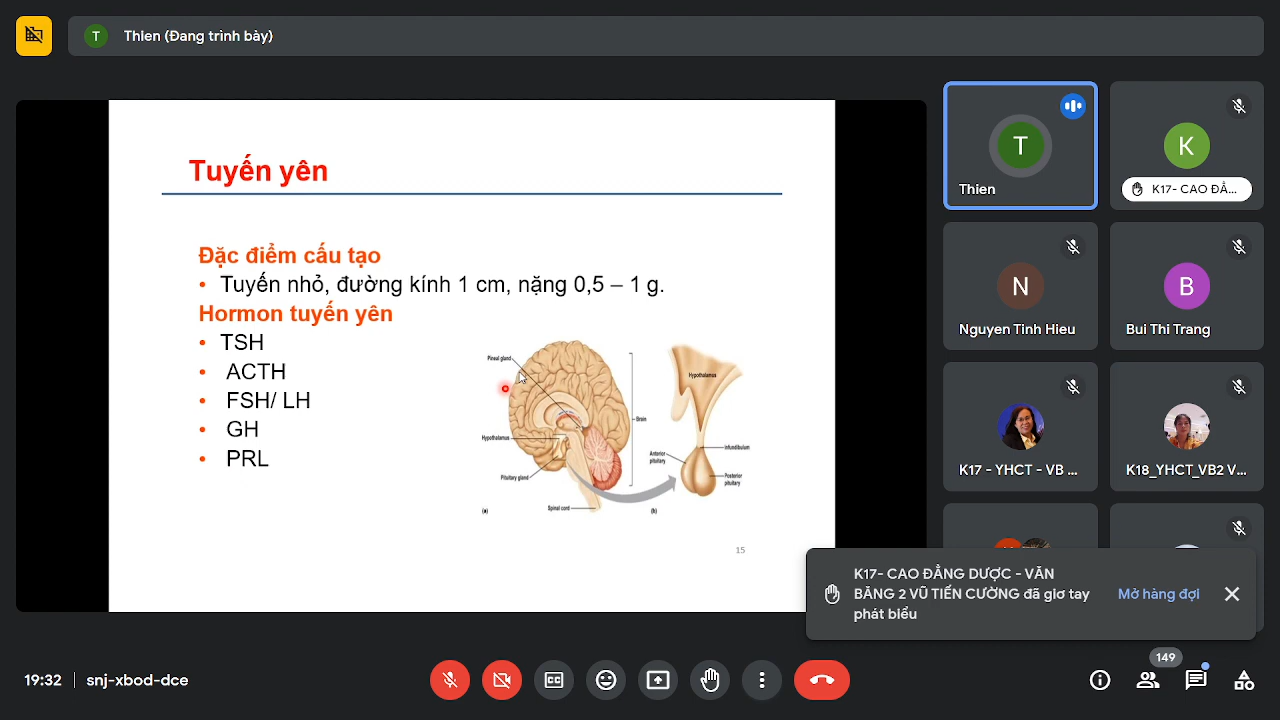 T
Thien (Đang trình bày)
Tuyến yên
Đặc điểm cấu tạo
• Tuyến nhỏ, đường kính 1 cm, nặng 0,5 – 1 g.
Hormon tuyến yên
• TSH
• ACTH
• FSH/ LH
• GH
• PRL
Pineal gland
Hypothalamus
Pituitary gland
Spinal cord
Brain
(a)
Hypothalamus
Anterior
pituitary
Infundibulum
Posterior
pituitary
(b)
15
T
Thien
K
K17- CAO ĐẲ...
N
Nguyen Tinh Hieu
B
Bui Thi Trang
K17 - YHCT - VB ...
K18_YHCT_VB2 V...
K17- CAO ĐẲNG DƯỢC - VĂN
BẰNG 2 VŨ TIẾN CƯỜNG đã giơ tay
phát biểu
Mở hàng đợi
19:32 | snj-xbod-dce
149